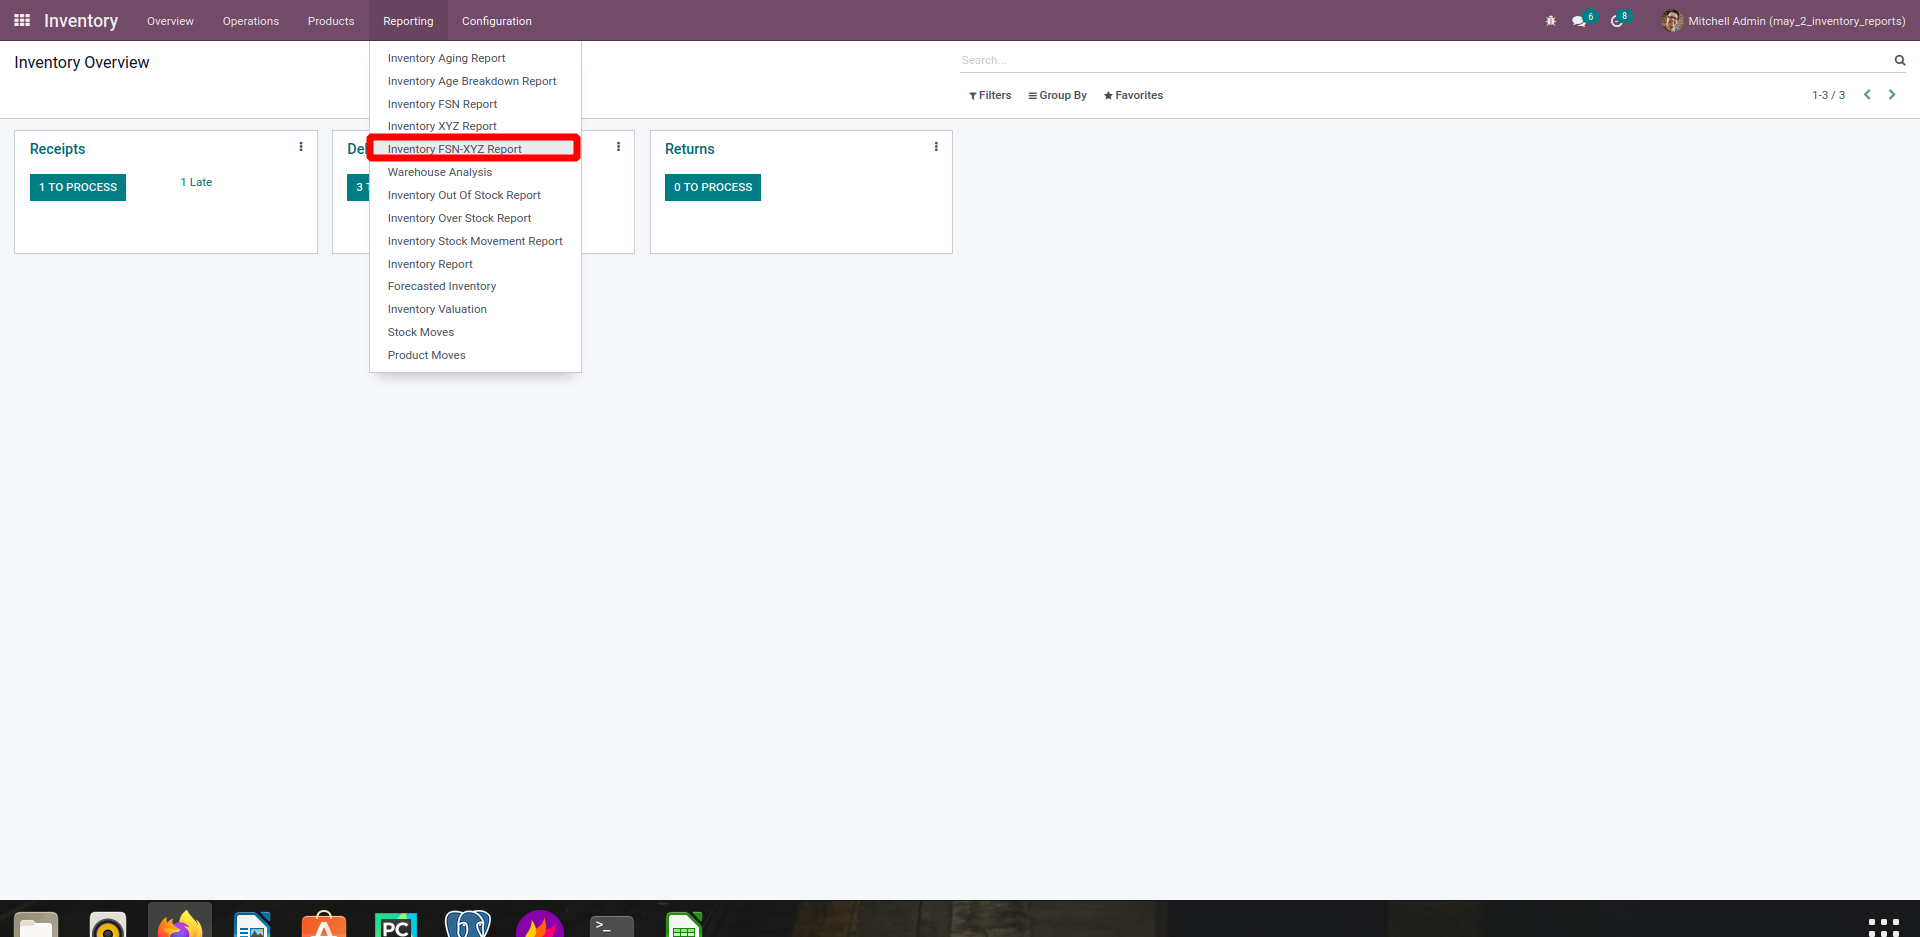 Inventory Overview Operations Products Reporting Configuration 6 8 Mitchell Admin (may_2_inventory_reports)
Inventory Overview
Search...
Filters Group By Favorites 1-3 / 3
Inventory Aging Report
Inventory Age Breakdown Report
Inventory FSN Report
Inventory XYZ Report
Inventory FSN-XYZ Report
Warehouse Analysis
Inventory Out Of Stock Report
Inventory Over Stock Report
Inventory Stock Movement Report
Inventory Report
Forecasted Inventory
Inventory Valuation
Stock Moves
Product Moves
Receipts
1 TO PROCESS 1 Late
Del
3 T
Returns
0 TO PROCESS
PC >_